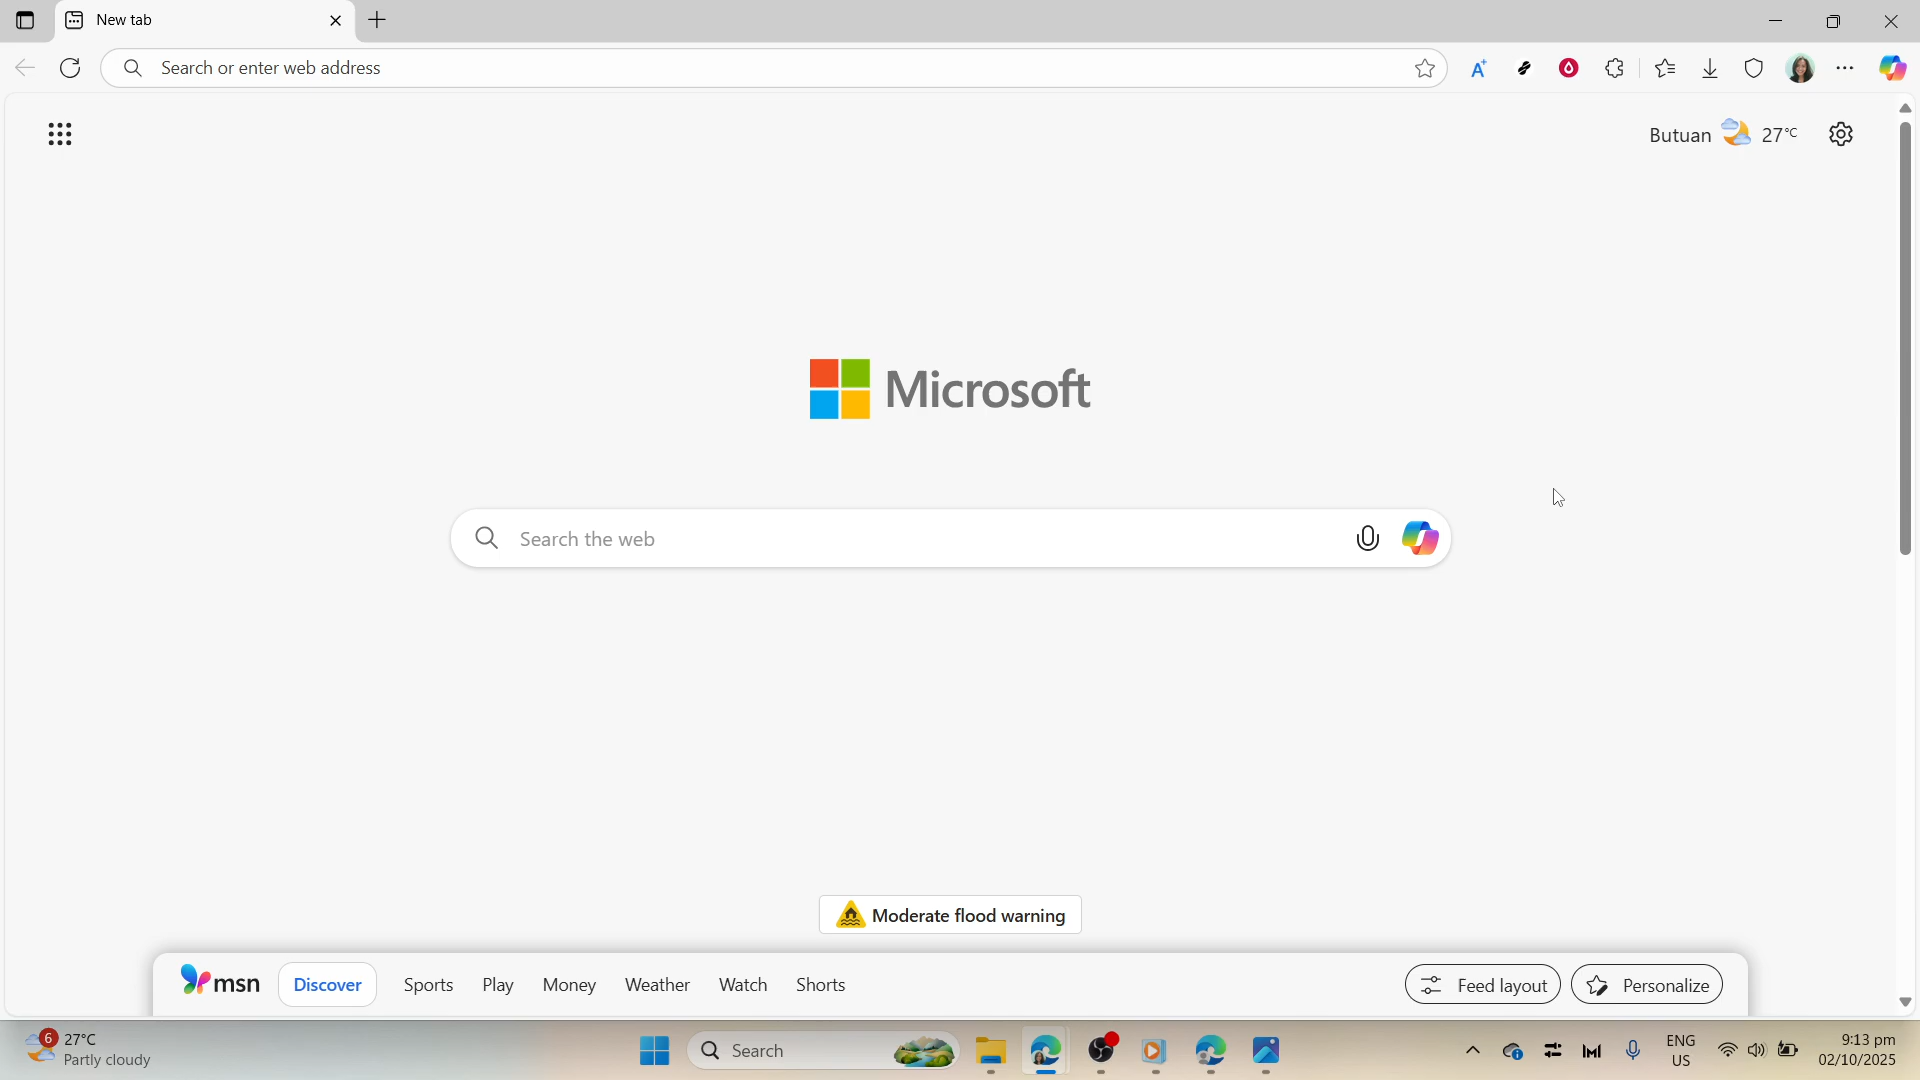 New tab
Search or enter web address
Butuan 27°C
Microsoft
Search the web
Moderate flood warning
msn Discover Sports Play Money Weather Watch Shorts Feed layout Personalize
6 27°C
Partly cloudy
Search
ENG
US
9:13 pm
02/10/2025